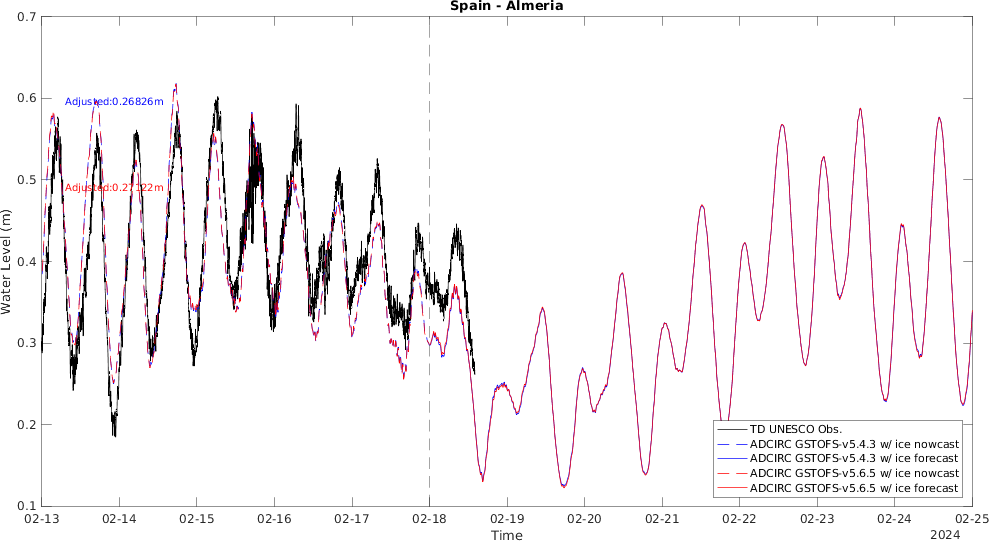 Spain - Almeria
0.7
0.6
0.5
0.4
0.3
0.2
0.1
Water Level (m)
Adjusted:0.26826m
Adjusted:0.27122m
TD UNESCO Obs.
ADCIRC GSTOFS-v5.4.3 w/ ice nowcast
ADCIRC GSTOFS-v5.4.3 w/ ice forecast
ADCIRC GSTOFS-v5.6.5 w/ ice nowcast
ADCIRC GSTOFS-v5.6.5 w/ ice forecast
02-13 02-14 02-15 02-16 02-17 02-18 02-19 02-20 02-21 02-22 02-23 02-24 02-25
Time
2024